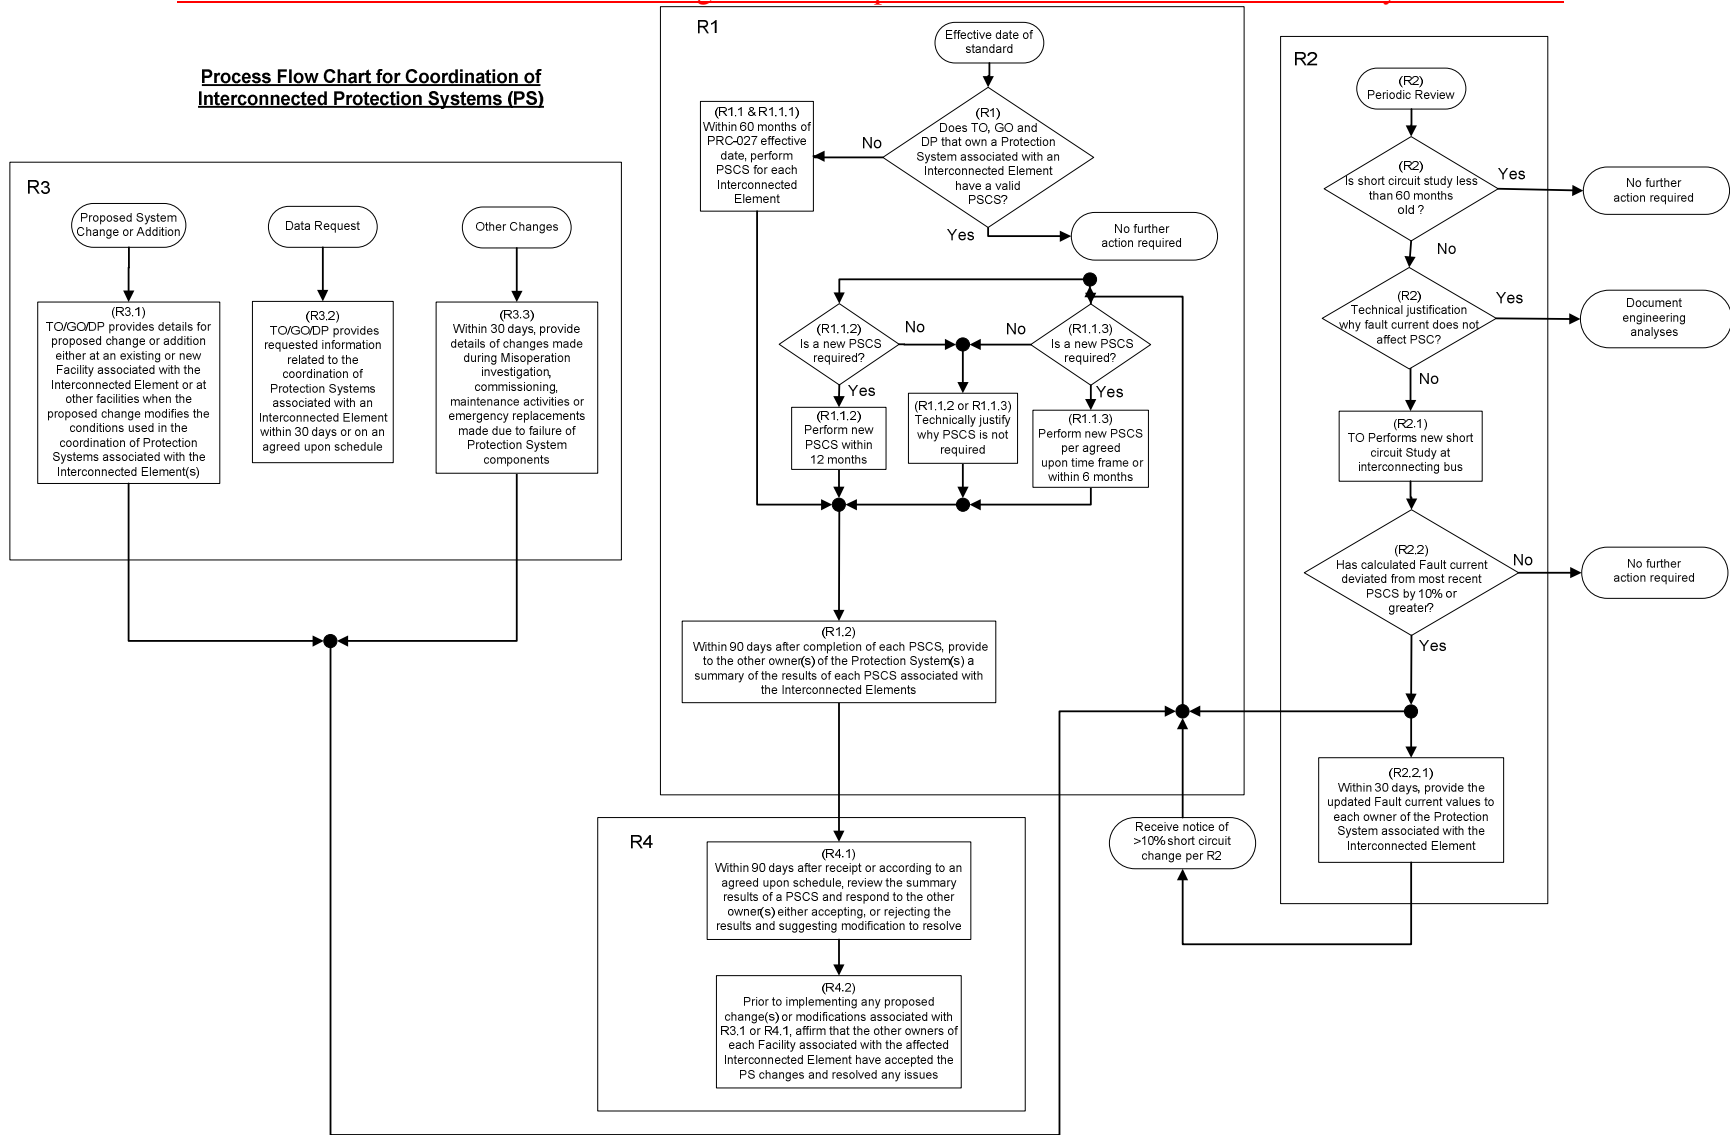 Process Flow Chart for Coordination of
Interconnected Protection Systems (PS)
R3
Proposed System
Change or Addition
Data Request
Other Changes
(R3.1)
TO/GO/DP provides details for
proposed change or addition
either at an existing or new
Facility associated with the
Interconnected Element or at
other facilities when the
proposed change modifies the
conditions used in the
coordination of Protection
Systems associated with the
Interconnected Element(s)
(R3.2)
TO/GO/DP provides
requested information
related to the
coordination of
Protection Systems
associated with an
Interconnected Element
within 30 days or on an
agreed upon schedule
(R3.3)
Within 30 days, provide
details of changes made
during Misoperation
investigation,
commissioning,
maintenance activities or
emergency replacements
made due to failure of
Protection System
components
R1
Effective date of
standard
(R1)
Does TO, GO and
DP that own a Protection
System associated with an
Interconnected Element
have a valid
PSCS?
No
(R1.1 & R1.1.1)
Within 60 months of
PRC-027 effective
date, perform
PSCS for each
Interconnected
Element
Yes
No further
action required
(R1.1.2)
Is a new PSCS
required?
No
No
(R1.1.3)
Is a new PSCS
required?
Yes
Yes
(R1.1.2)
Perform new
PSCS within
12 months
(R1.1.2 or R1.1.3)
Technically justify
why PSCS is not
required
(R1.1.3)
Perform new PSCS
per agreed
upon time frame or
within 6 months
(R1.2)
Within 90 days after completion of each PSCS, provide
to the other owner(s) of the Protection System(s) a
summary of the results of each PSCS associated with
the Interconnected Elements
R4
(R4.1)
Within 90 days after receipt or according to an
agreed upon schedule, review the summary
results of a PSCS and respond to the other
owner(s) either accepting, or rejecting the
results and suggesting modification to resolve
(R4.2)
Prior to implementing any proposed
change(s) or modifications associated with
R3.1 or R4.1, affirm that the other owners of
each Facility associated with the affected
Interconnected Element have accepted the
PS changes and resolved any issues
R2
(R2)
Periodic Review
(R2)
Is short circuit study less
than 60 months
old ?
Yes
No further
action required
No
(R2)
Technical justification
why fault current does not
affect PSC?
Yes
Document
engineering
analyses
No
(R2.1)
TO Performs new short
circuit Study at
interconnecting bus
(R2.2)
Has calculated Fault current
deviated from most recent
PSCS by 10% or
greater?
No
No further
action required
Yes
(R2.2.1)
Within 30 days, provide the
updated Fault current values to
each owner of the Protection
System associated with the
Interconnected Element
Receive notice of
>10% short circuit
change per R2